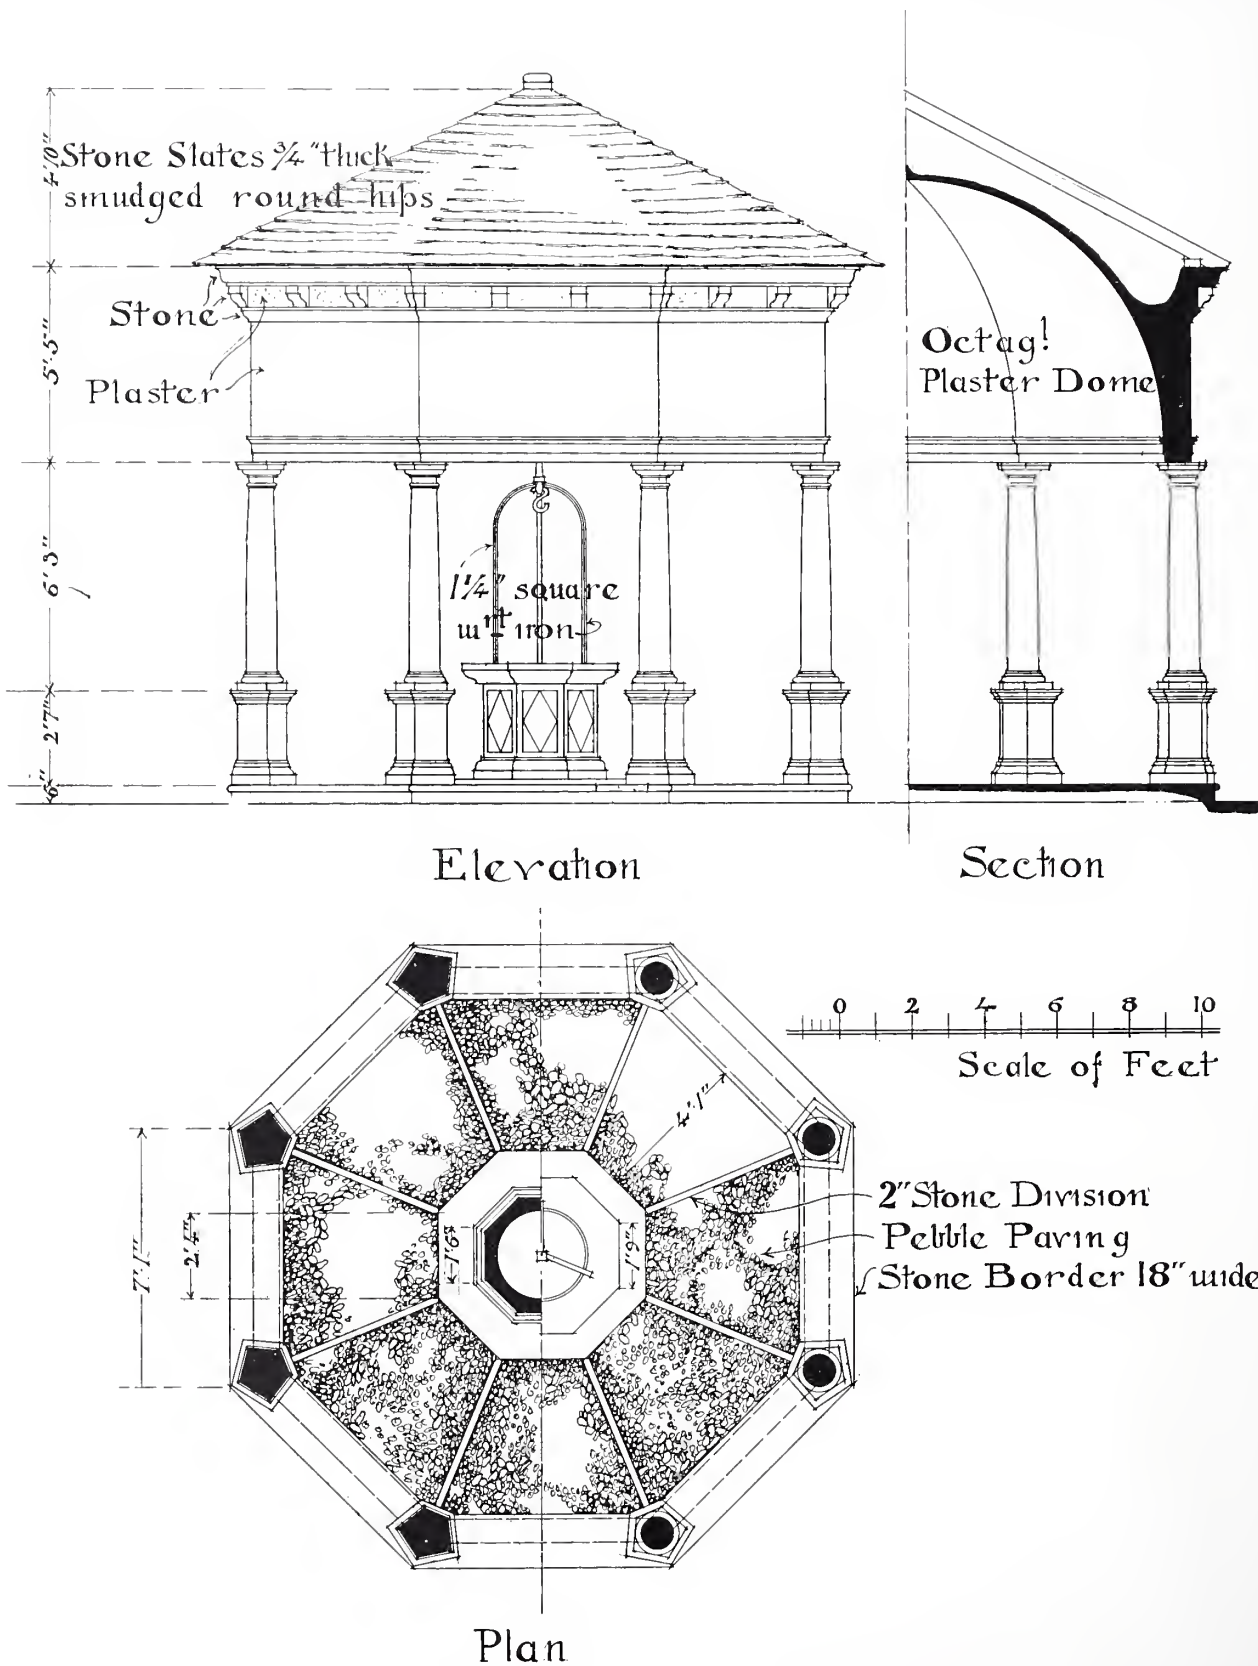 4'.0"
Stone Slates ¾" thick
smudged round hips
Stone
5'.5"
Plaster
Octag!
Plaster Dome
6'.3"
1¼" square
wrt iron
2'.7"
6"
Elevation
Section
0 2 4 6 8 10
Scale of Feet
4'.1"
7'.1"
2'.4"
1'.6"
1'.9"
2" Stone Division
Pebble Paving
Stone Border 18" wide
Plan